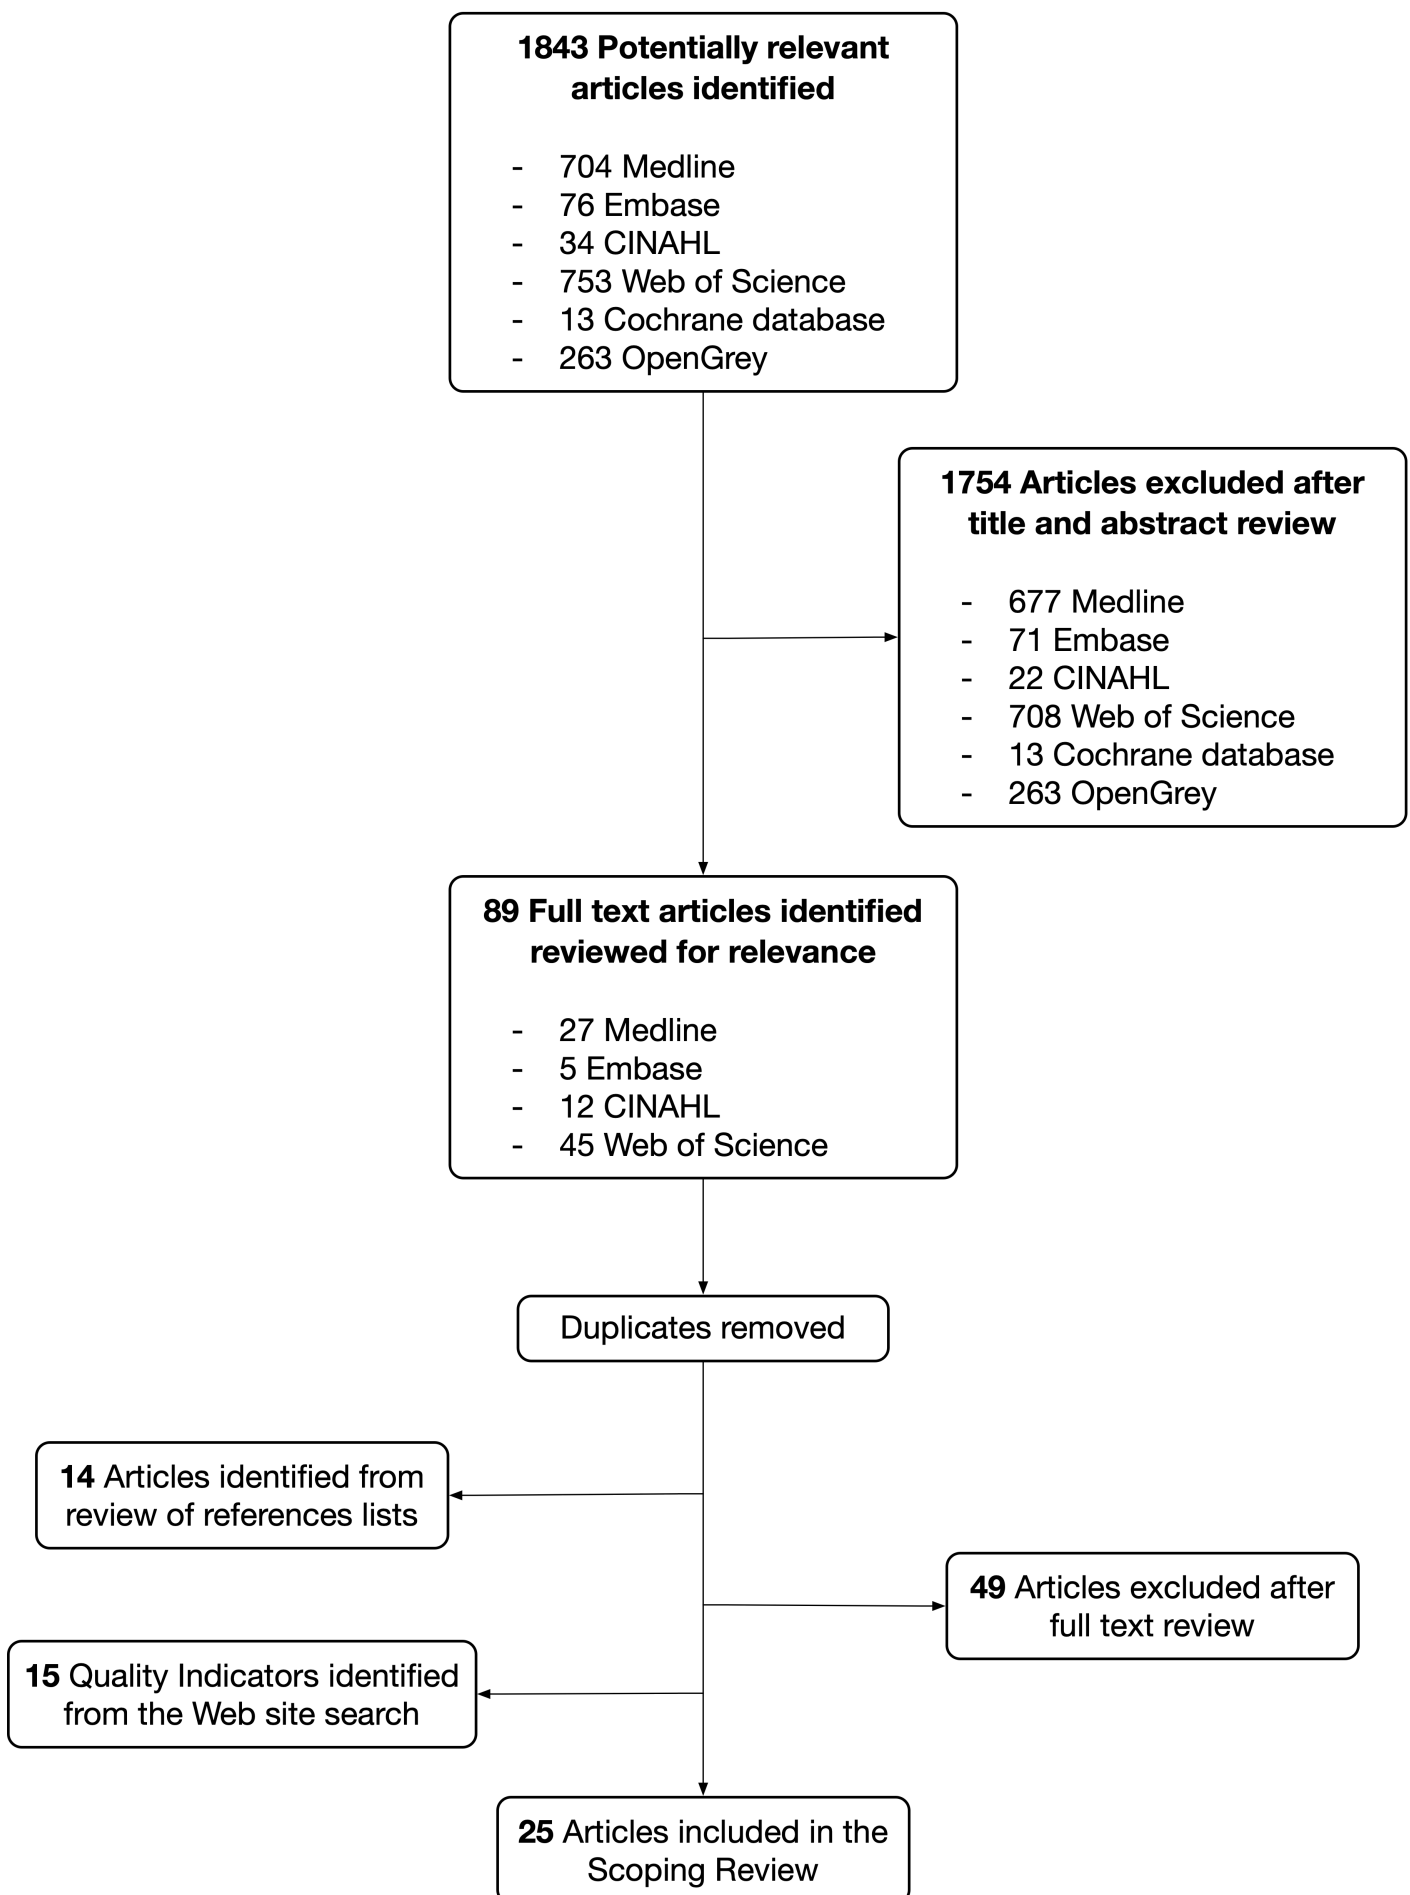 1843 Potentially relevant
articles identified
- 704 Medline
- 76 Embase
- 34 CINAHL
- 753 Web of Science
- 13 Cochrane database
- 263 OpenGrey
1754 Articles excluded after
title and abstract review
- 677 Medline
- 71 Embase
- 22 CINAHL
- 708 Web of Science
- 13 Cochrane database
- 263 OpenGrey
89 Full text articles identified
reviewed for relevance
- 27 Medline
- 5 Embase
- 12 CINAHL
- 45 Web of Science
Duplicates removed
14 Articles identified from
review of references lists
49 Articles excluded after
full text review
15 Quality Indicators identified
from the Web site search
25 Articles included in the
Scoping Review